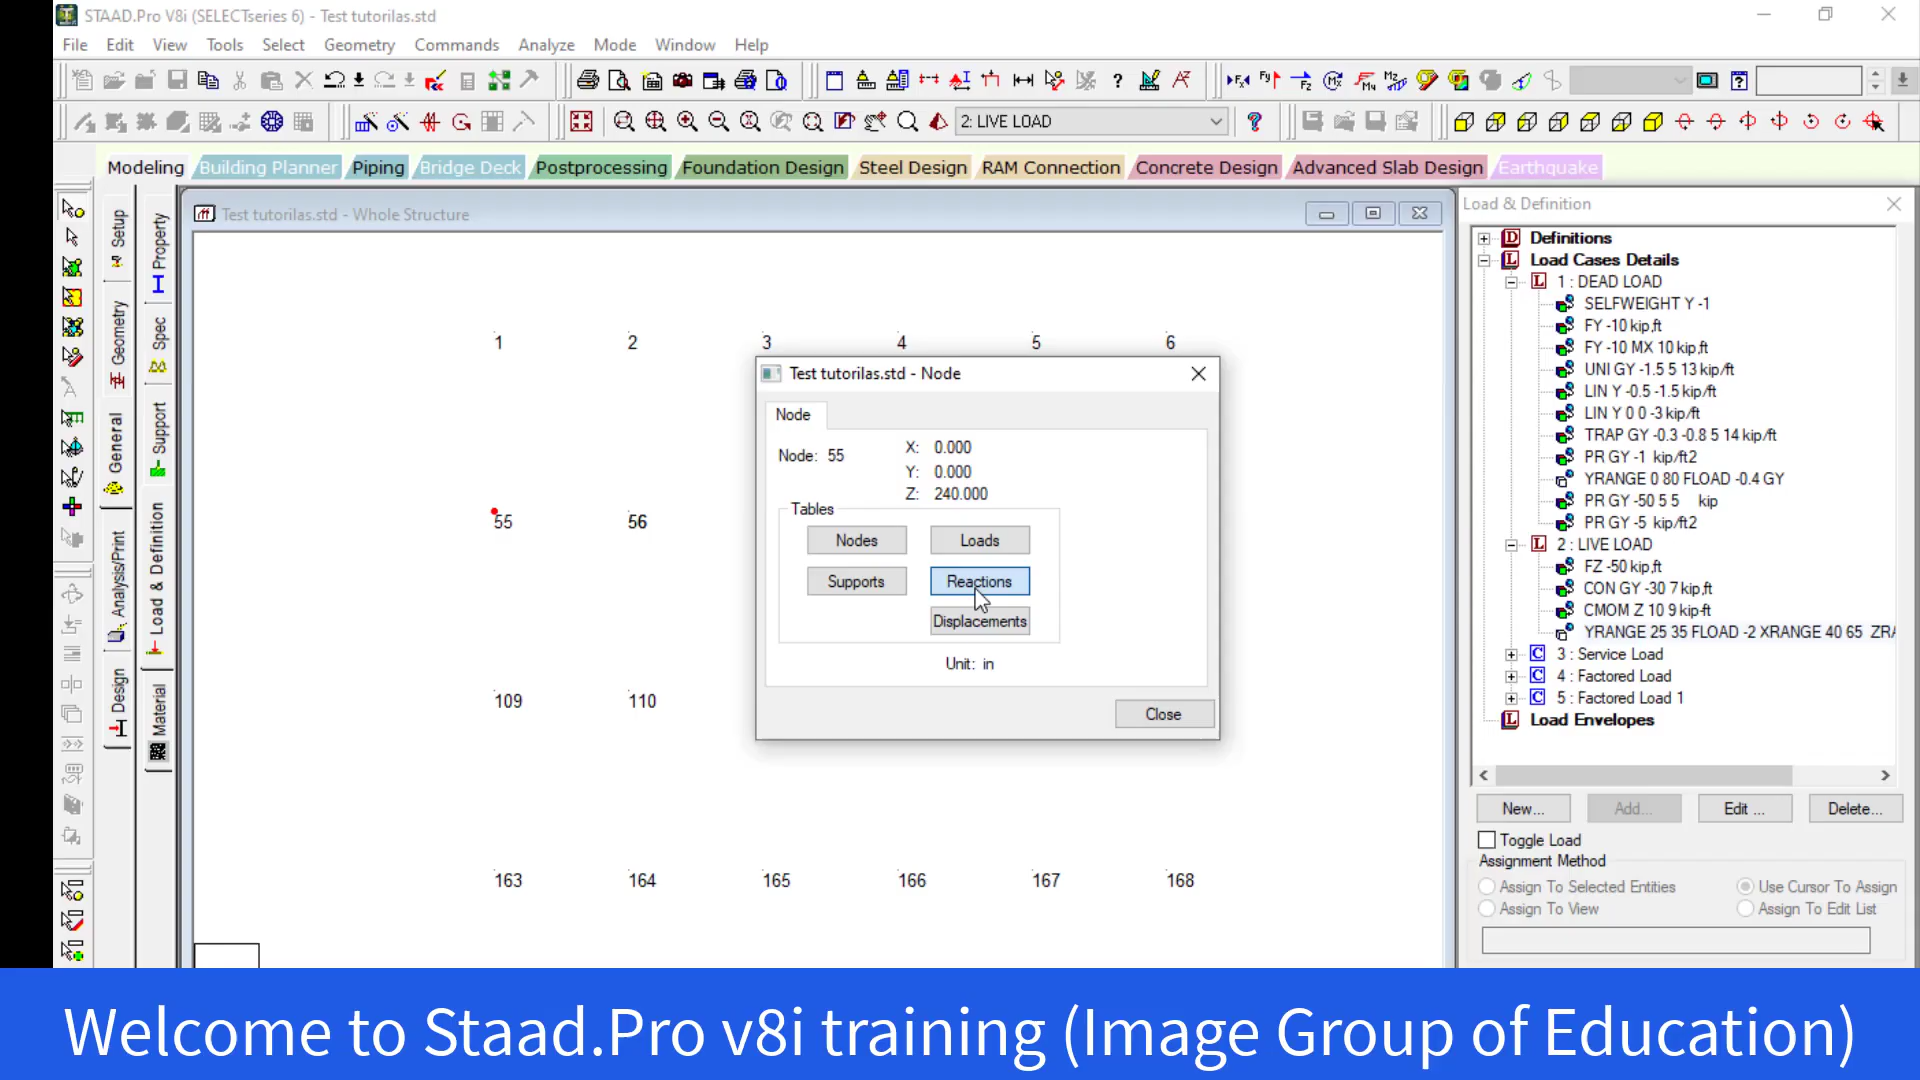 STAAD.Pro V8i (SELECTseries 6) - Test tutorilas.std
File Edit View Tools Select Geometry Commands Analyze Mode Window Help
2: LIVE LOAD
Modeling Building Planner Piping Bridge Deck Postprocessing Foundation Design Steel Design RAM Connection Concrete Design Advanced Slab Design Earthquake
Setup
Geometry
General
Analysis/Print
Design
Property
Spec
Support
Load & Definition
Material
Test tutorilas.std - Whole Structure
1 2 3 4 5 6
55 56
109 110
163 164 165 166 167 168
Test tutorilas.std - Node
Node
Node: 55
X: 0.000
Y: 0.000
Z: 240.000
Tables
Nodes Loads
Supports Reactions
Displacements
Unit: in
Close
Load & Definition
Definitions
Load Cases Details
1 : DEAD LOAD
SELFWEIGHT Y -1
FY -10 kip,ft
FY -10 MX 10 kip,ft
UNI GY -1.5 5 13 kip/ft
LIN Y -0.5 -1.5 kip/ft
LIN Y 0 0 -3 kip/ft
TRAP GY -0.3 -0.8 5 14 kip/ft
PR GY -1 kip/ft2
YRANGE 0 80 FLOAD -0.4 GY
PR GY -50 5 5 kip
PR GY -5 kip/ft2
2 : LIVE LOAD
FZ -50 kip,ft
CON GY -30 7 kip,ft
CMOM Z 10 9 kip-ft
YRANGE 25 35 FLOAD -2 XRANGE 40 65 ZRA
3 : Service Load
4 : Factored Load
5 : Factored Load 1
Load Envelopes
New... Add... Edit ... Delete...
Toggle Load
Assignment Method
Assign To Selected Entities Use Cursor To Assign
Assign To View Assign To Edit List
Welcome to Staad.Pro v8i training (Image Group of Education)